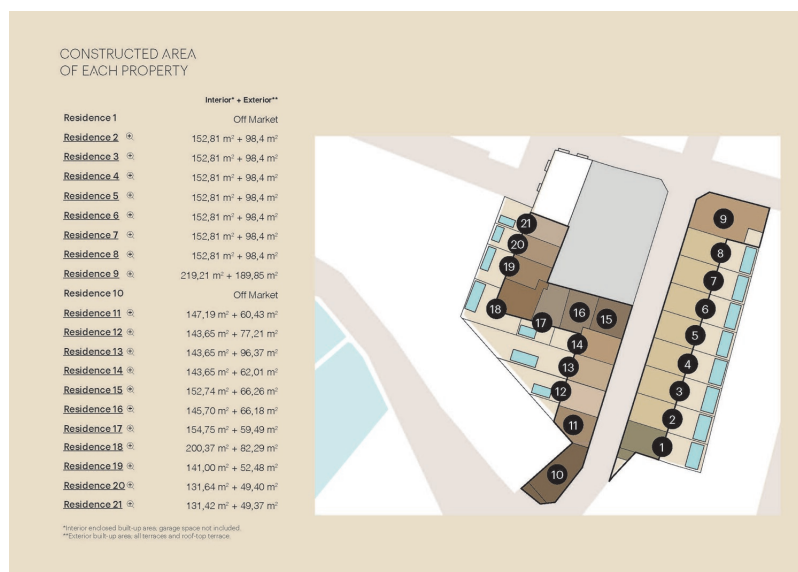 CONSTRUCTED AREA
OF EACH PROPERTY
Interior* + Exterior**
Residence 1 Off Market
Residence 2 152,81 m² + 98,4 m²
Residence 3 152,81 m² + 98,4 m²
Residence 4 152,81 m² + 98,4 m²
Residence 5 152,81 m² + 98,4 m²
Residence 6 152,81 m² + 98,4 m²
Residence 7 152,81 m² + 98,4 m²
Residence 8 152,81 m² + 98,4 m²
Residence 9 219,21 m² + 189,85 m²
Residence 10 Off Market
Residence 11 147,19 m² + 60,43 m²
Residence 12 143,65 m² + 77,21 m²
Residence 13 143,65 m² + 96,37 m²
Residence 14 143,65 m² + 62,01 m²
Residence 15 152,74 m² + 66,26 m²
Residence 16 145,70 m² + 66,18 m²
Residence 17 154,75 m² + 59,49 m²
Residence 18 200,37 m² + 82,29 m²
Residence 19 141,00 m² + 52,48 m²
Residence 20 131,64 m² + 49,40 m²
Residence 21 131,42 m² + 49,37 m²
*Interior enclosed built-up area, garage space not included.
**Exterior built-up area, all terraces and roof-top terrace.
9
21
20
8
19
7
18
6
16
15
17
5
14
4
13
3
12
2
11
1
10